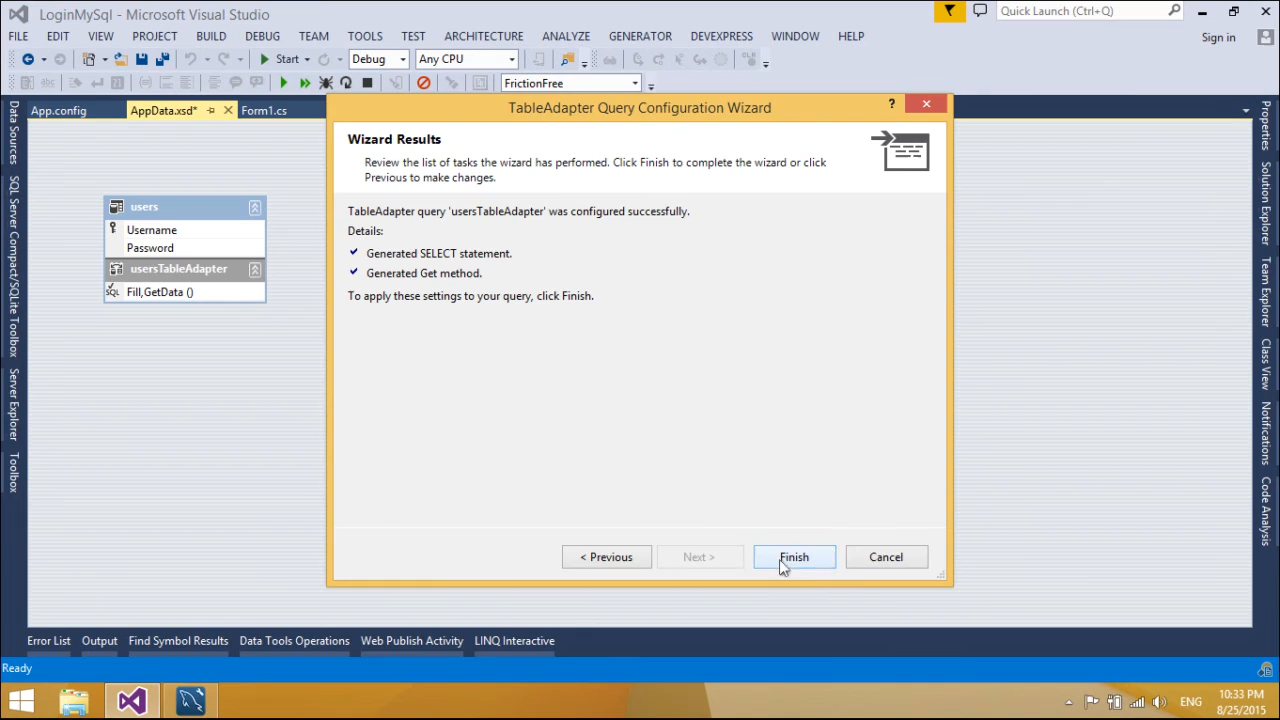 LoginMySql - Microsoft Visual Studio
Quick Launch (Ctrl+Q)
FILE EDIT VIEW PROJECT BUILD DEBUG TEAM TOOLS TEST ARCHITECTURE ANALYZE GENERATOR DEVEXPRESS WINDOW HELP
Sign in
Start
Debug
Any CPU
FrictionFree
App.config
AppData.xsd*
Form1.cs
Data Sources
SQL Server Compact/SQLite Toolbox
Server Explorer
Toolbox
users
Username
Password
usersTableAdapter
SQL
Fill,GetData ()
TableAdapter Query Configuration Wizard
?
Wizard Results
Review the list of tasks the wizard has performed. Click Finish to complete the wizard or click
Previous to make changes.
TableAdapter query 'usersTableAdapter' was configured successfully.
Details:
Generated SELECT statement.
Generated Get method.
To apply these settings to your query, click Finish.
< Previous
Next >
Finish
Cancel
Properties
Solution Explorer
Team Explorer
Class View
Notifications
Code Analysis
Error List
Output
Find Symbol Results
Data Tools Operations
Web Publish Activity
LINQ Interactive
Ready
ENG
10:33 PM
8/25/2015